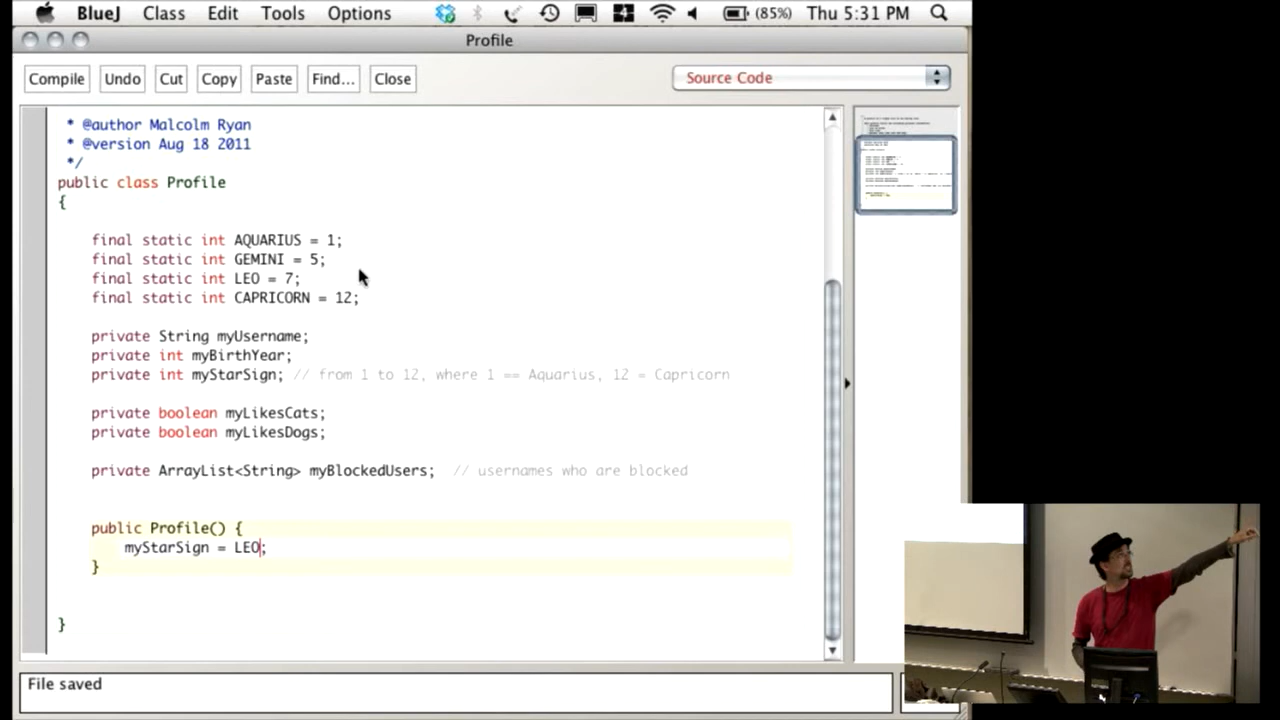 BlueJ Class Edit Tools Options 4 (85%) Thu 5:31 PM
Profile
Compile Undo Cut Copy Paste Find... Close Source Code
* @author Malcolm Ryan
* @version Aug 18 2011
*/
public class Profile
{
final static int AQUARIUS = 1;
final static int GEMINI = 5;
final static int LEO = 7;
final static int CAPRICORN = 12;
private String myUsername;
private int myBirthYear;
private int myStarSign; // from 1 to 12, where 1 == Aquarius, 12 = Capricorn
private boolean myLikesCats;
private boolean myLikesDogs;
private ArrayList<String> myBlockedUsers; // usernames who are blocked
public Profile() {
myStarSign = LEO;
}
}
File saved